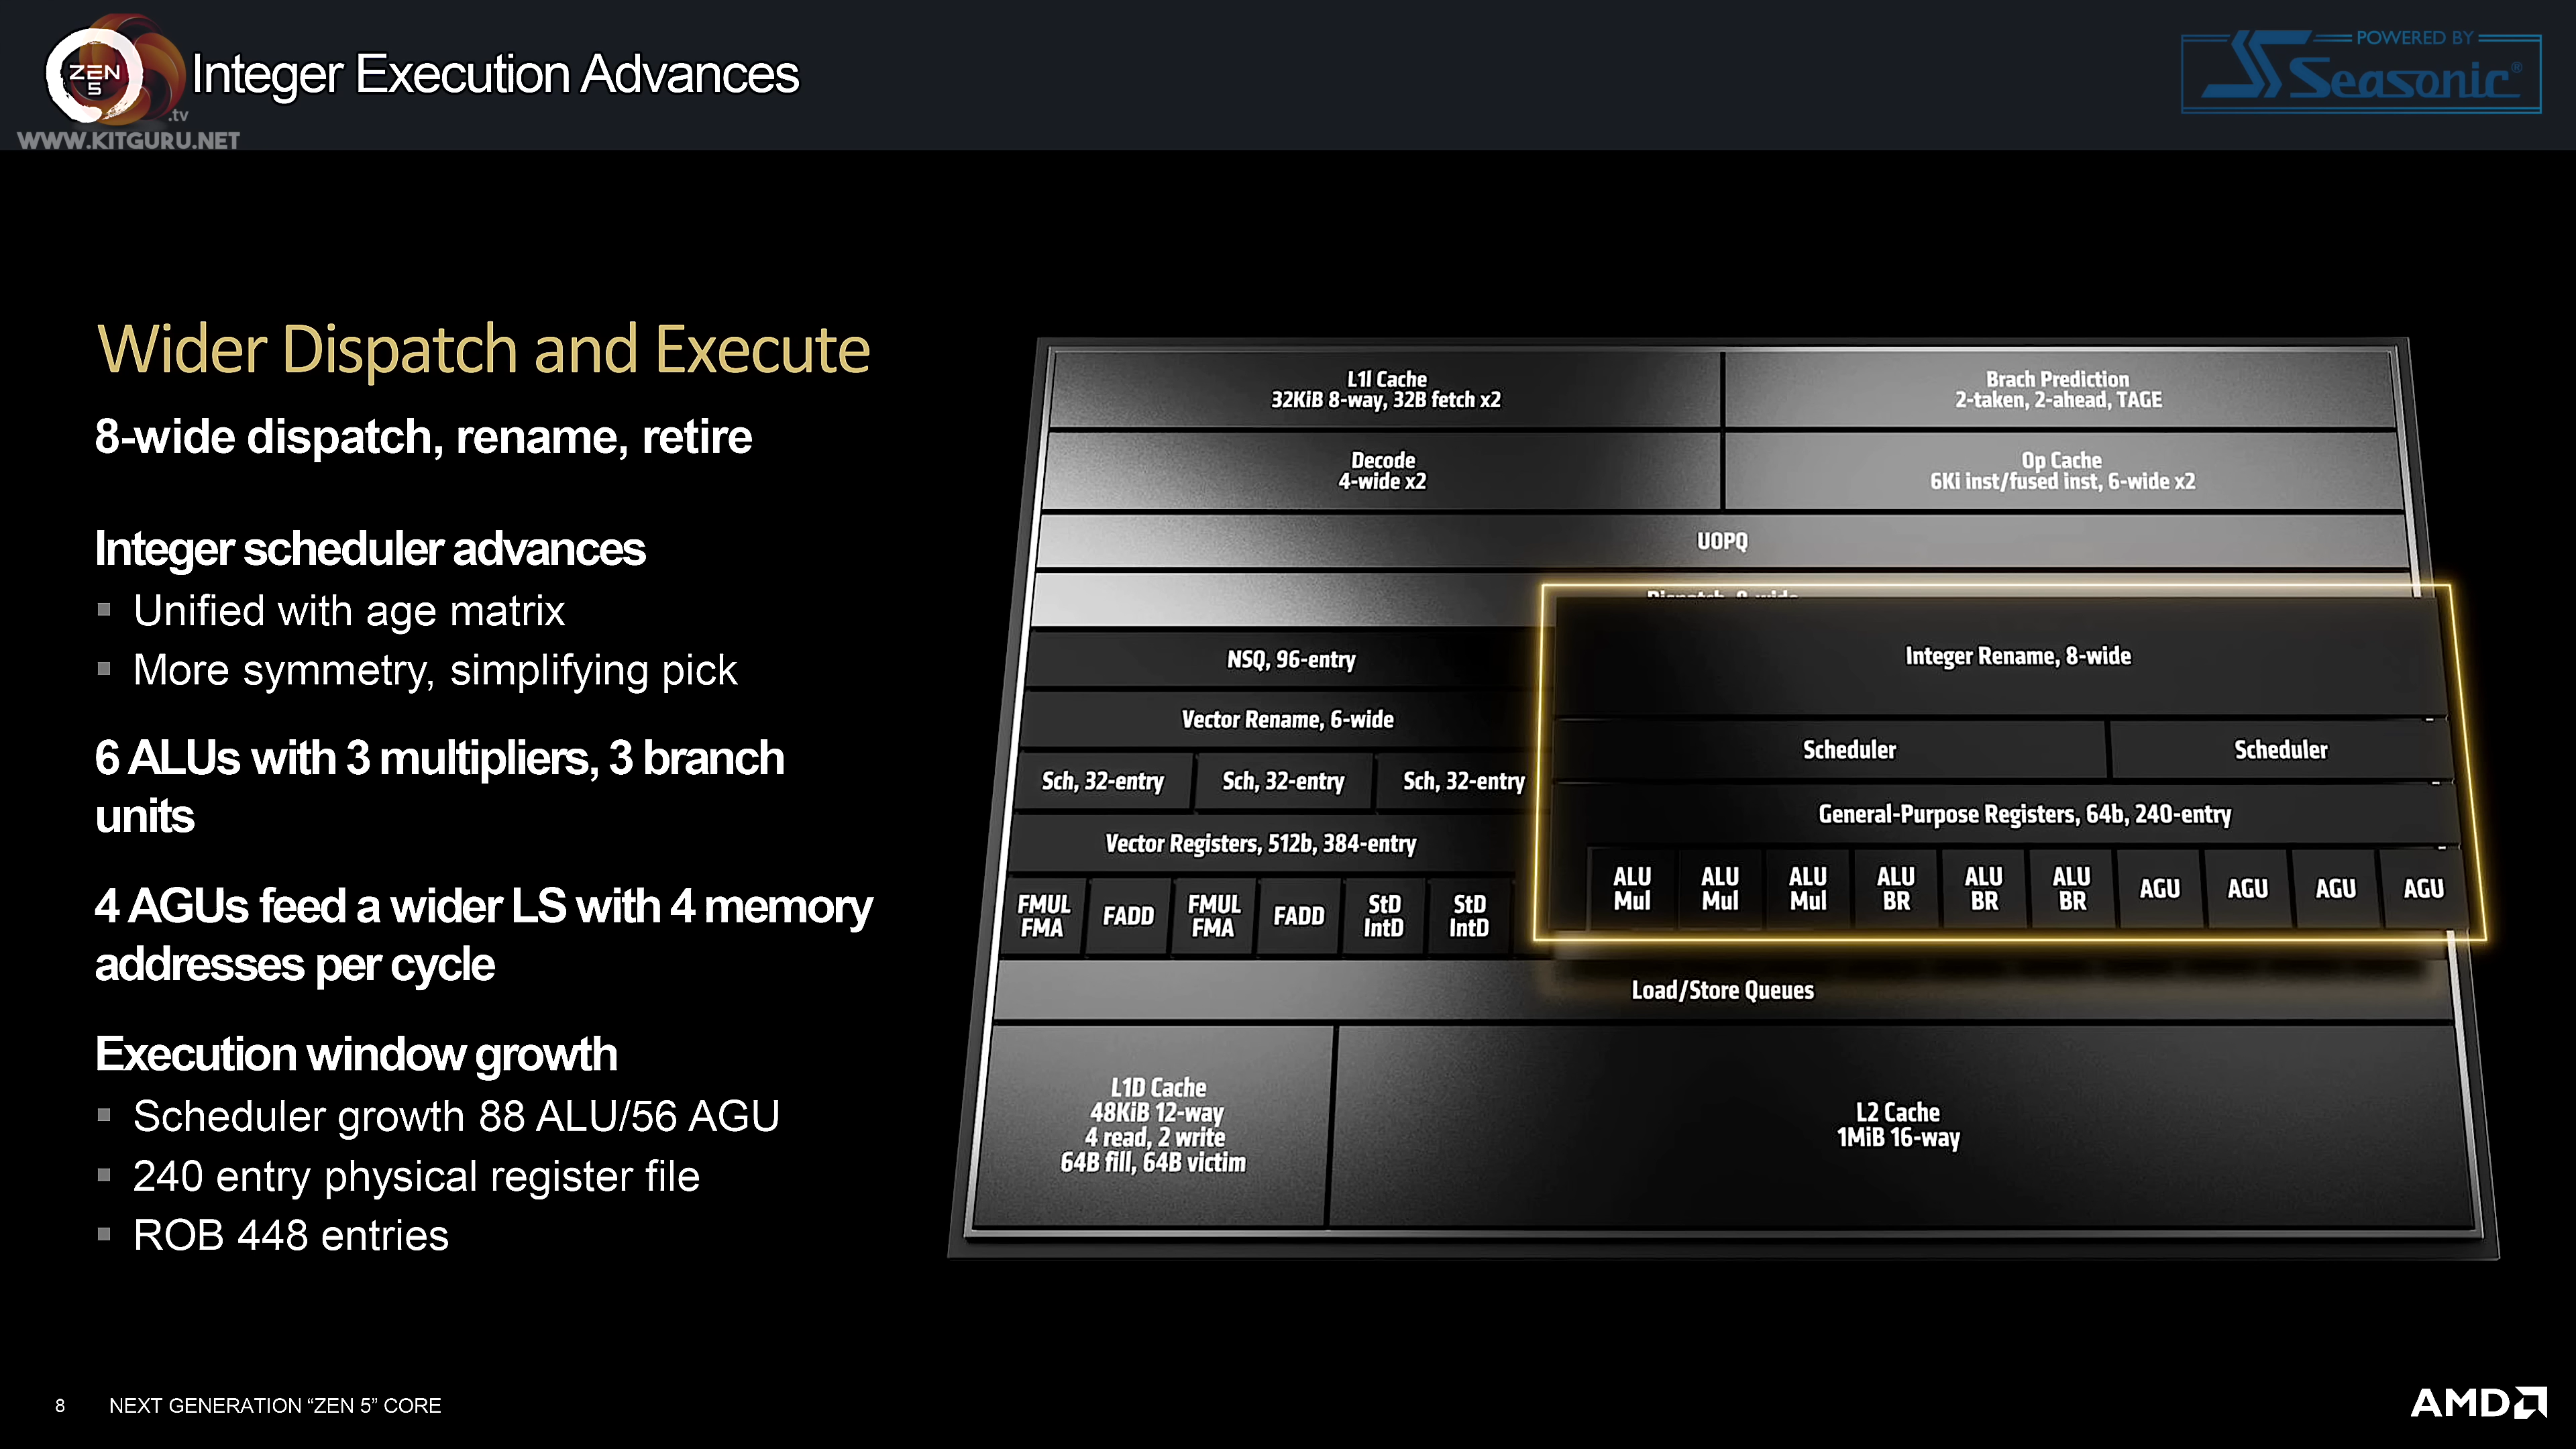 ZEN
5
Integer Execution Advances
.tv
WWW.KITGURU.NET
POWERED BY
Seasonic®
Wider Dispatch and Execute
8-wide dispatch, rename, retire
Integer scheduler advances
Unified with age matrix
More symmetry, simplifying pick
6 ALUs with 3 multipliers, 3 branch
units
4 AGUs feed a wider LS with 4 memory
addresses per cycle
Execution window growth
Scheduler growth 88 ALU/56 AGU
240 entry physical register file
ROB 448 entries
L1I Cache
32KiB 8-way, 32B fetch x2
Brach Prediction
2-taken, 2-ahead, TAGE
Decode
4-wide x2
Op Cache
6Ki inst/fused inst, 6-wide x2
UOPQ
Dispatch, 8-wide
NSQ, 96-entry
Integer Rename, 8-wide
Vector Rename, 6-wide
Scheduler
Scheduler
Sch, 32-entry
Sch, 32-entry
Sch, 32-entry
General-Purpose Registers, 64b, 240-entry
Vector Registers, 512b, 384-entry
ALU
Mul
ALU
Mul
ALU
Mul
ALU
BR
ALU
BR
ALU
BR
AGU
AGU
AGU
AGU
FMUL
FMA
FADD
FMUL
FMA
FADD
StD
IntD
StD
IntD
Load/Store Queues
L1D Cache
48KiB 12-way
4 read, 2 write
64B fill, 64B victim
L2 Cache
1MiB 16-way
8
NEXT GENERATION “ZEN 5” CORE
AMD